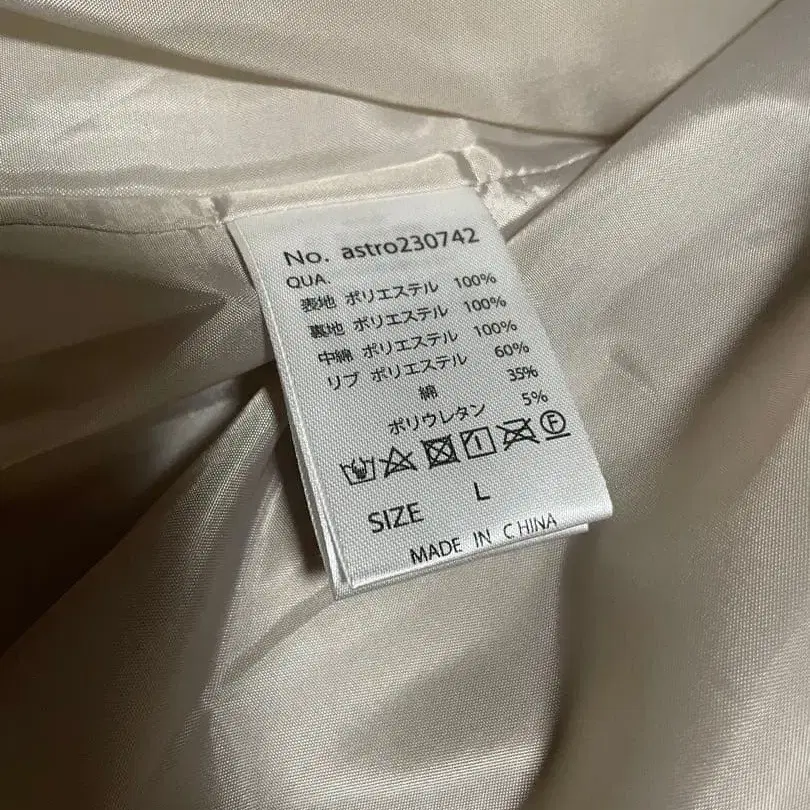 No. astro230742
QUA.
表地 ポリエステル 100%
裏地 ポリエステル 100%
中綿 ポリエステル 100%
リブ ポリエステル 60%
綿 35%
ポリウレタン 5%
SIZE L
MADE IN CHINA